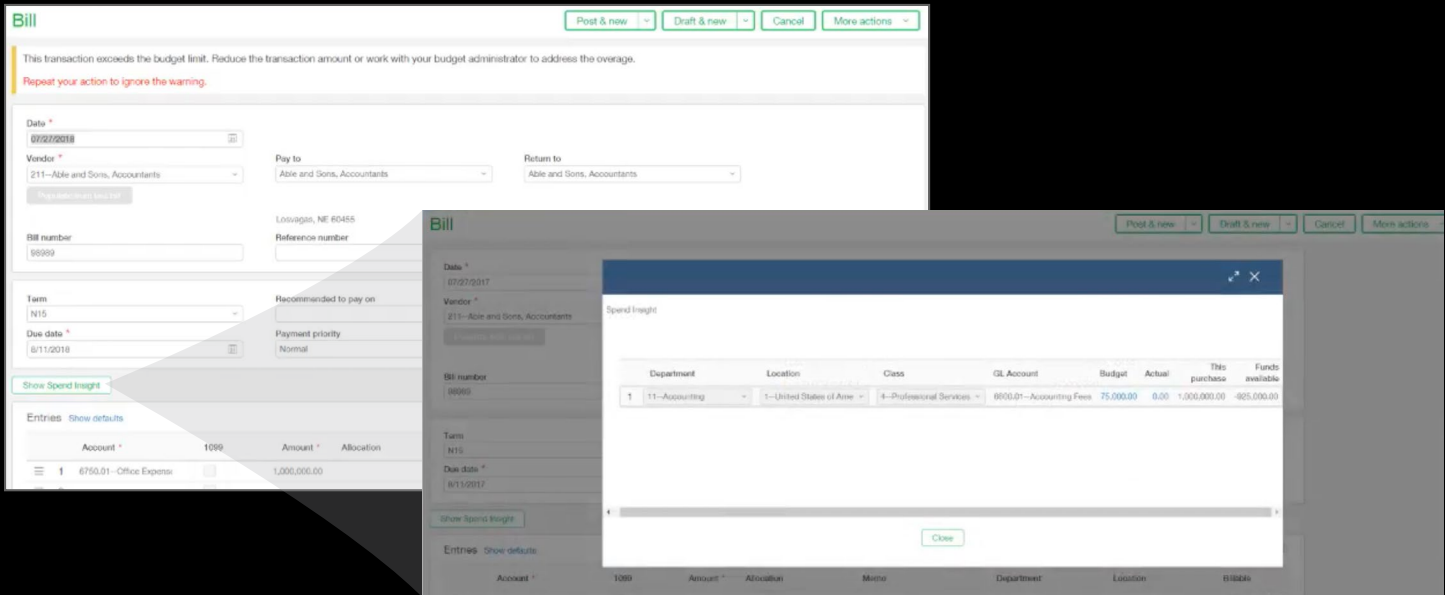 Bill
Post & new
Draft & new
Cancel
More actions
This transaction exceeds the budget limit. Reduce the transaction amount or work with your budget administrator to address the overage.
Repeat your action to ignore the warning.
Date *
07/27/2018
Vendor *
Pay to
Return to
211--Able and Sons, Accountants
Able and Sons, Accountants
Able and Sons, Accountants
Losvagas, NE 60455
Bill number
Reference number
98989
Term
Recommended to pay on
N15
Due date *
Payment priority
8/11/2018
Normal
Show Spend Insight
Entries Show defaults
Account * 1099 Amount * Allocation
1 6750.01--Office Expens 1,000,000.00
Bill
Post & new
Draft & new
Cancel
More actions
Date *
07/27/2017
Vendor *
211--Able and Sons, Accountants
Bill number
98989
Term
N15
Due date *
8/11/2017
Show Spend Insight
Entries Show defaults
Account * 1099 Amount * Allocation Memo Department Location Billable
Spend Insight
Department Location Class GL Account Budget Actual This purchase Funds available
1 11--Accounting 1--United States of Ame 4--Professional Services 6600.01--Accounting Fees 75,000.00 0.00 1,000,000.00 -925,000.00
Close